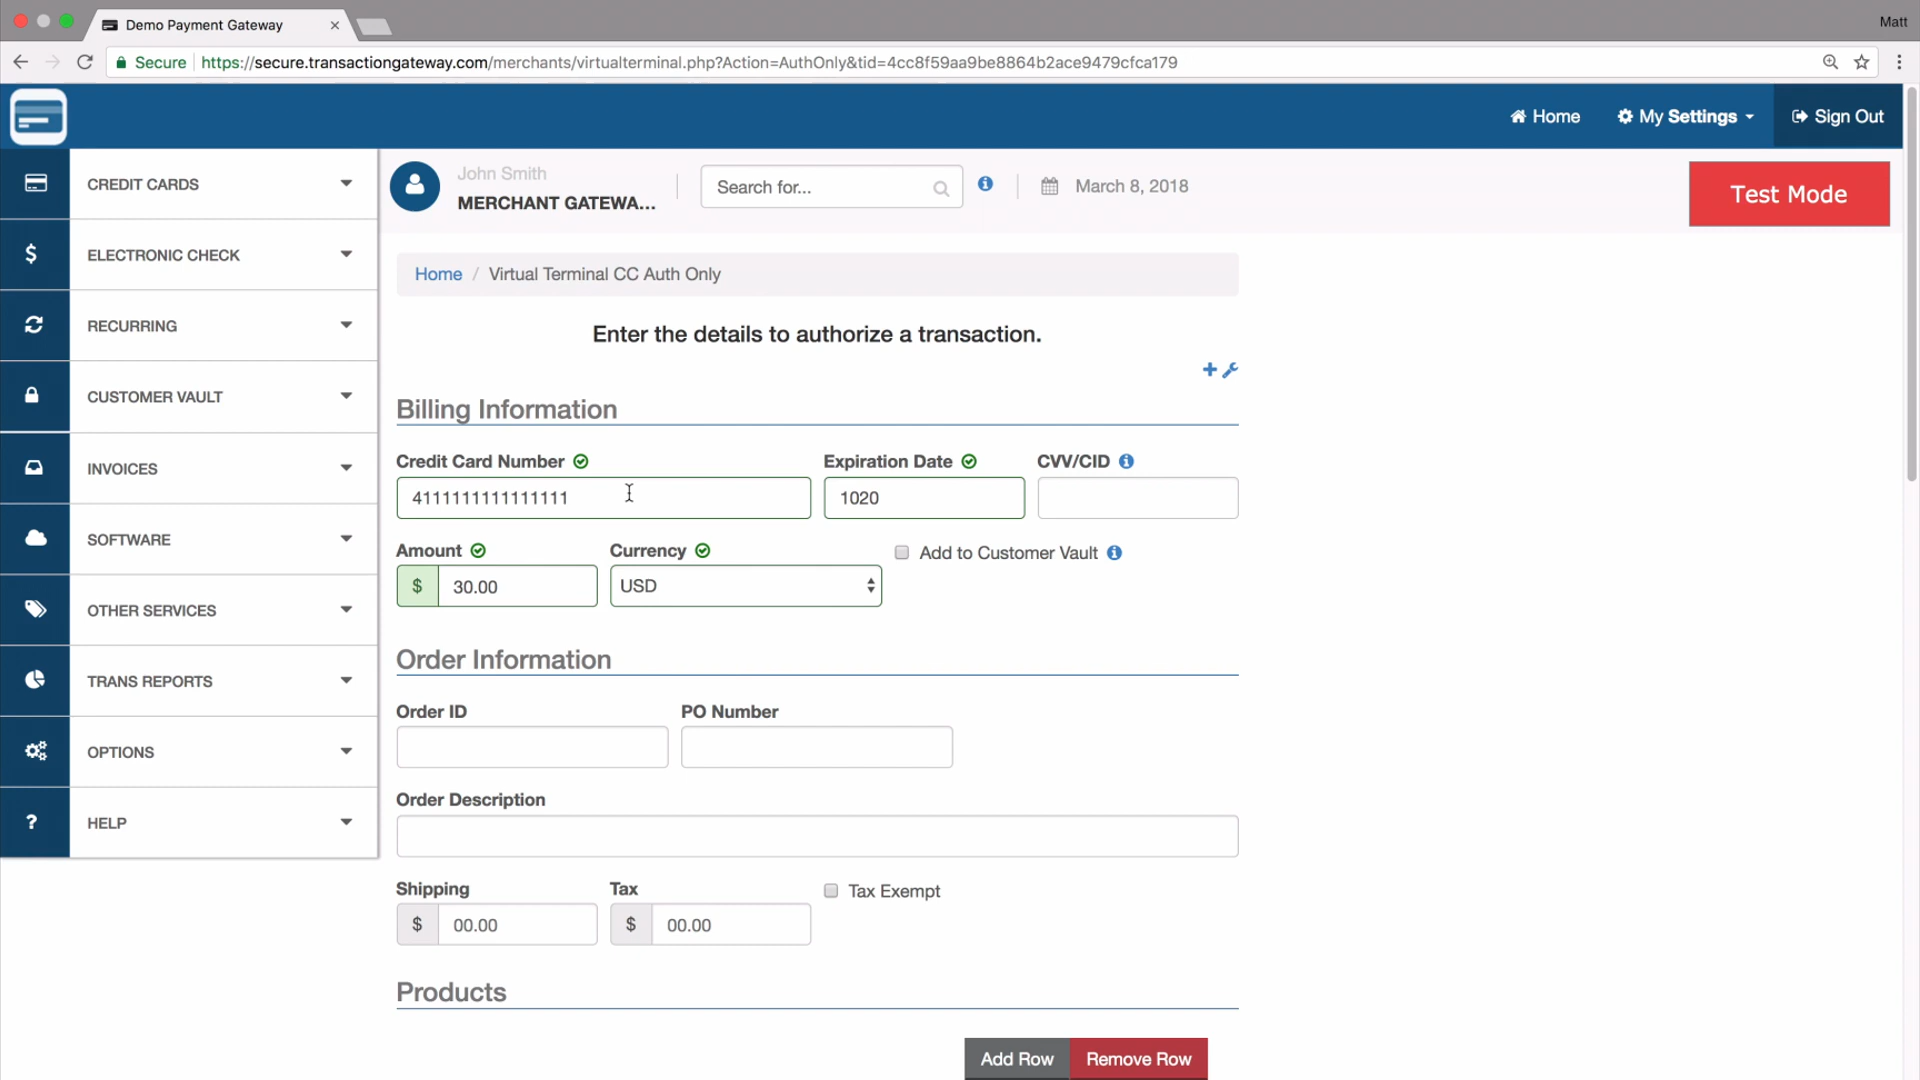 Demo Payment Gateway
Matt
Secure https://secure.transactiongateway.com/merchants/virtualterminal.php?Action=AuthOnly&tid=4cc8f59aa9be8864b2ace9479cfca179
Home My Settings Sign Out
CREDIT CARDS
ELECTRONIC CHECK
RECURRING
CUSTOMER VAULT
INVOICES
SOFTWARE
OTHER SERVICES
TRANS REPORTS
OPTIONS
HELP
John Smith
MERCHANT GATEWA...
Search for...
March 8, 2018
Test Mode
Home / Virtual Terminal CC Auth Only
Enter the details to authorize a transaction.
Billing Information
Credit Card Number Expiration Date CVV/CID
4111111111111111 1020
Amount Currency Add to Customer Vault
$ 30.00 USD
Order Information
Order ID PO Number
Order Description
Shipping Tax Tax Exempt
$ 00.00 $ 00.00
Products
Add Row Remove Row